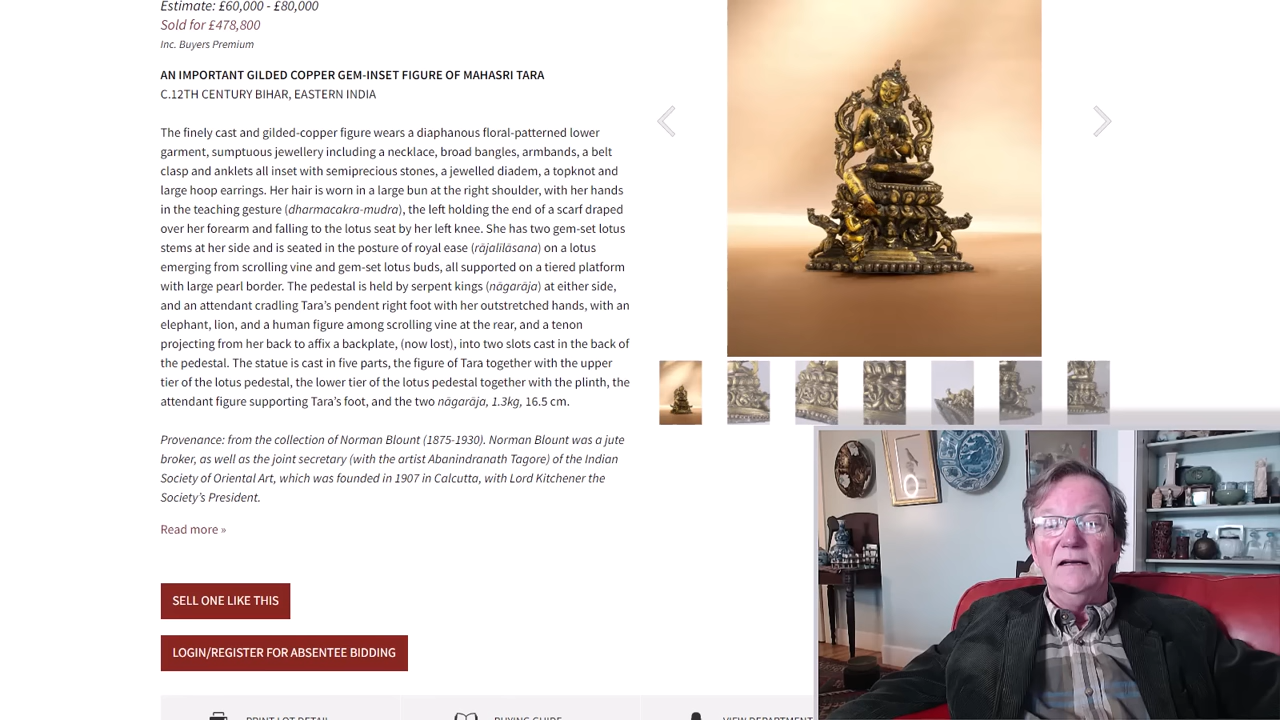 Estimate: £60,000 - £80,000
Sold for £478,800
Inc. Buyers Premium
AN IMPORTANT GILDED COPPER GEM-INSET FIGURE OF MAHASRI TARA
C.12TH CENTURY BIHAR, EASTERN INDIA
The finely cast and gilded-copper figure wears a diaphanous floral-patterned lower
garment, sumptuous jewellery including a necklace, broad bangles, armbands, a belt
clasp and anklets all inset with semiprecious stones, a jewelled diadem, a topknot and
large hoop earrings. Her hair is worn in a large bun at the right shoulder, with her hands
in the teaching gesture (dharmacakra-mudra), the left holding the end of a scarf draped
over her forearm and falling to the lotus seat by her left knee. She has two gem-set lotus
stems at her side and is seated in the posture of royal ease (rājalilāsana) on a lotus
emerging from scrolling vine and gem-set lotus buds, all supported on a tiered platform
with large pearl border. The pedestal is held by serpent kings (nāgarāja) at either side,
and an attendant cradling Tara's pendent right foot with her outstretched hands, with an
elephant, lion, and a human figure among scrolling vine at the rear, and a tenon
projecting from her back to affix a backplate, (now lost), into two slots cast in the back of
the pedestal. The statue is cast in five parts, the figure of Tara together with the upper
tier of the lotus pedestal, the lower tier of the lotus pedestal together with the plinth, the
attendant figure supporting Tara's foot, and the two nāgarāja, 1.3kg, 16.5 cm.
Provenance: from the collection of Norman Blount (1875-1930). Norman Blount was a jute
broker, as well as the joint secretary (with the artist Abanindranath Tagore) of the Indian
Society of Oriental Art, which was founded in 1907 in Calcutta, with Lord Kitchener the
Society's President.
Read more »
SELL ONE LIKE THIS
LOGIN/REGISTER FOR ABSENTEE BIDDING
PRINT LOT DETAIL BUYING GUIDE VIEW DEPARTMENT